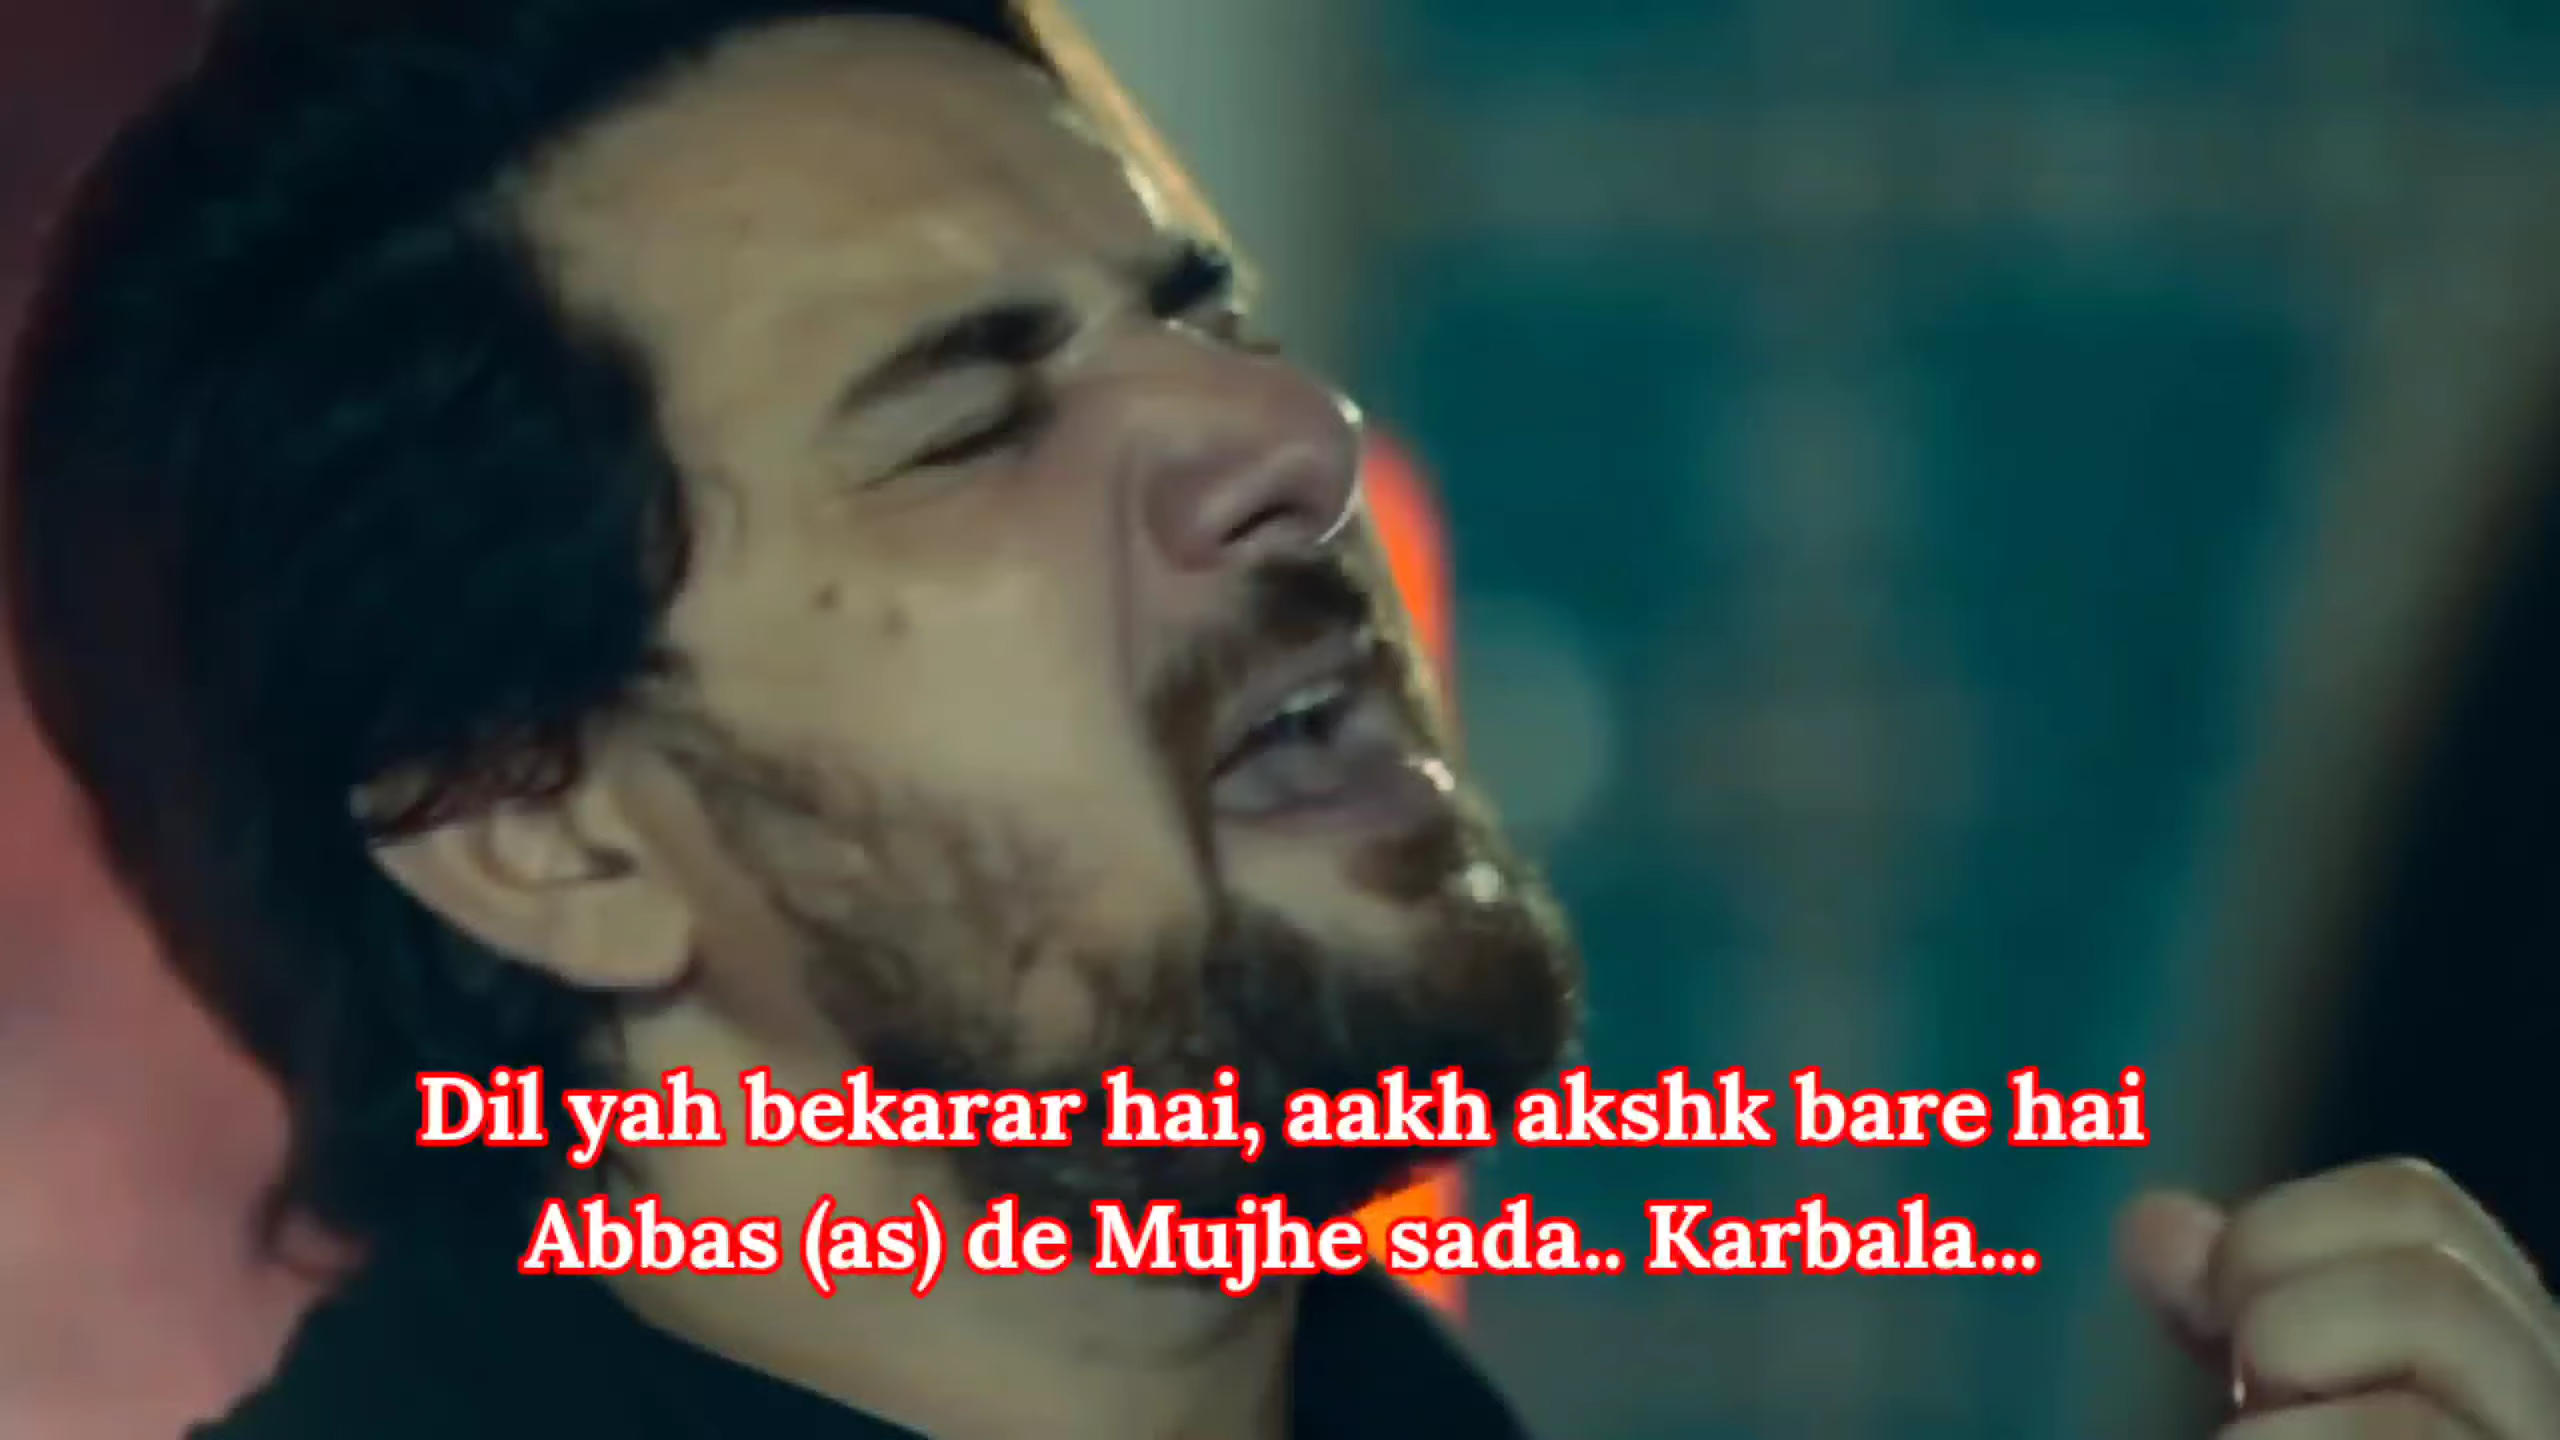 Dil yah bekarar hai, aakh akshk bare hai
Abbas (as) de Mujhe sada.. Karbala...